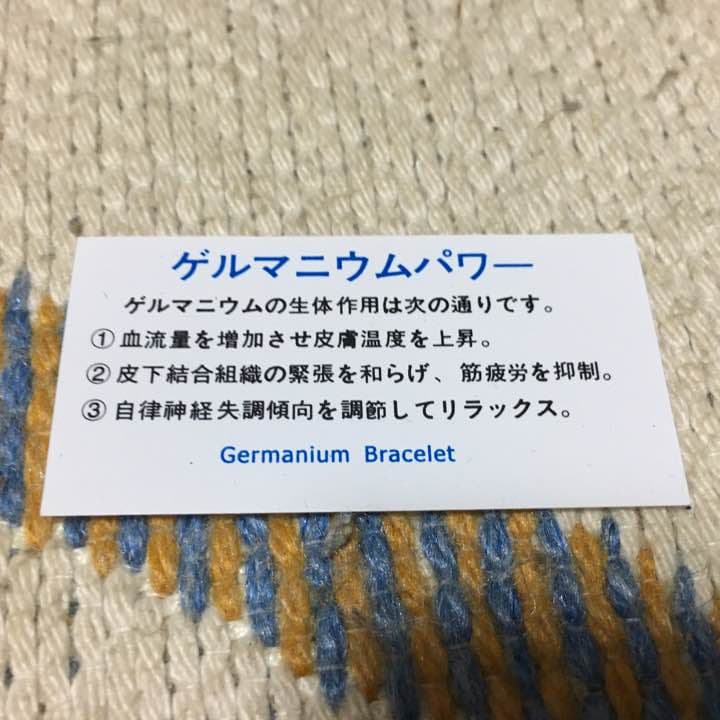 ゲルマニウムパワー
ゲルマニウムの生体作用は次の通りです。
①血流量を増加させ皮膚温度を上昇。
②皮下結合組織の緊張を和らげ、筋疲労を抑制。
③自律神経失調傾向を調節してリラックス。
Germanium Bracelet